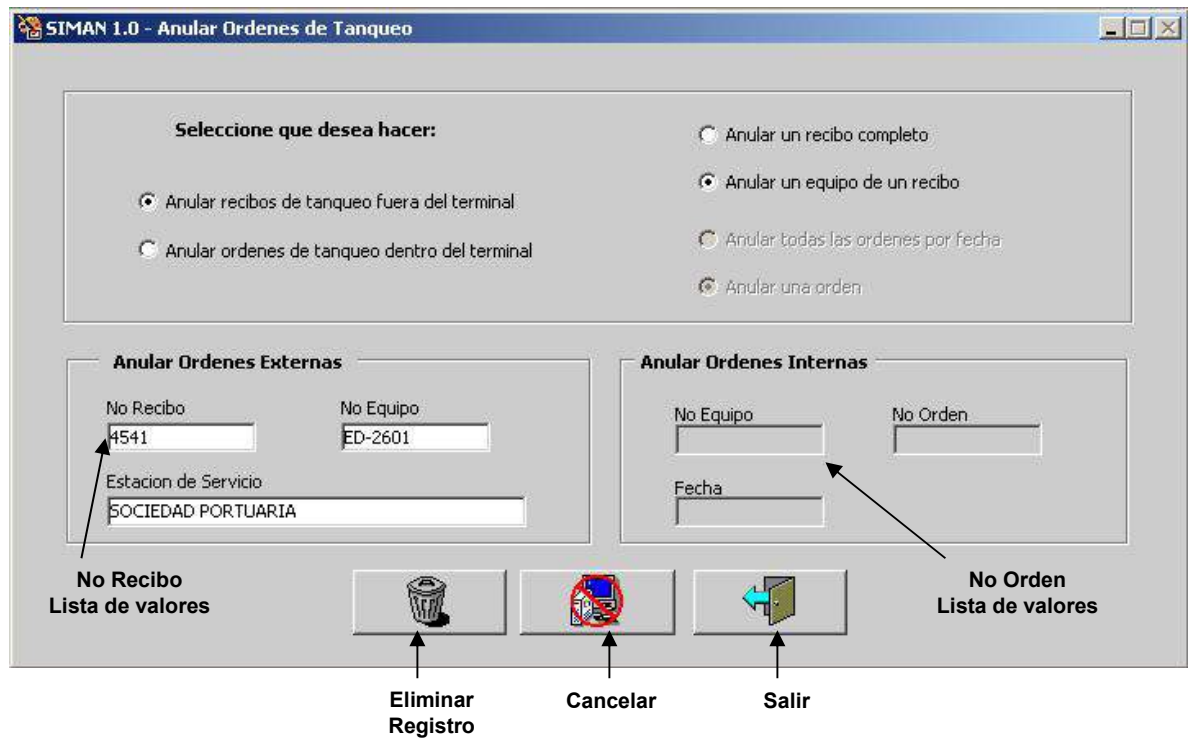 SIMAN 1.0 - Anular Ordenes de Tanqueo
Seleccione que desea hacer:
Anular recibos de tanqueo fuera del terminal
Anular ordenes de tanqueo dentro del terminal
Anular un recibo completo
Anular un equipo de un recibo
Anular todas las ordenes por fecha
Anular una orden
Anular Ordenes Externas
No Recibo
No Equipo
4541
ED-2601
Estacion de Servicio
SOCIEDAD PORTUARIA
Anular Ordenes Internas
No Equipo
No Orden
Fecha
No Recibo
Lista de valores
No Orden
Lista de valores
Eliminar
Registro
Cancelar
Salir